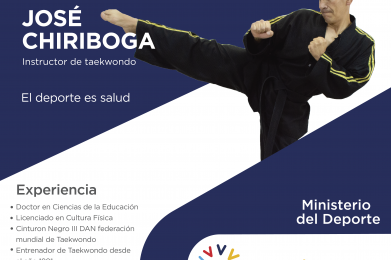 JOSÉ
CHIRIBOGA
Instructor de taekwondo
El deporte es salud
Experiencia
• Doctor en Ciencias de la Educación
• Licenciado en Cultura Física
• Cinturon Negro III DAN federación
mundial de Taekwondo
• Entrenador de Taekwondo desde
Ministerio
del Deporte